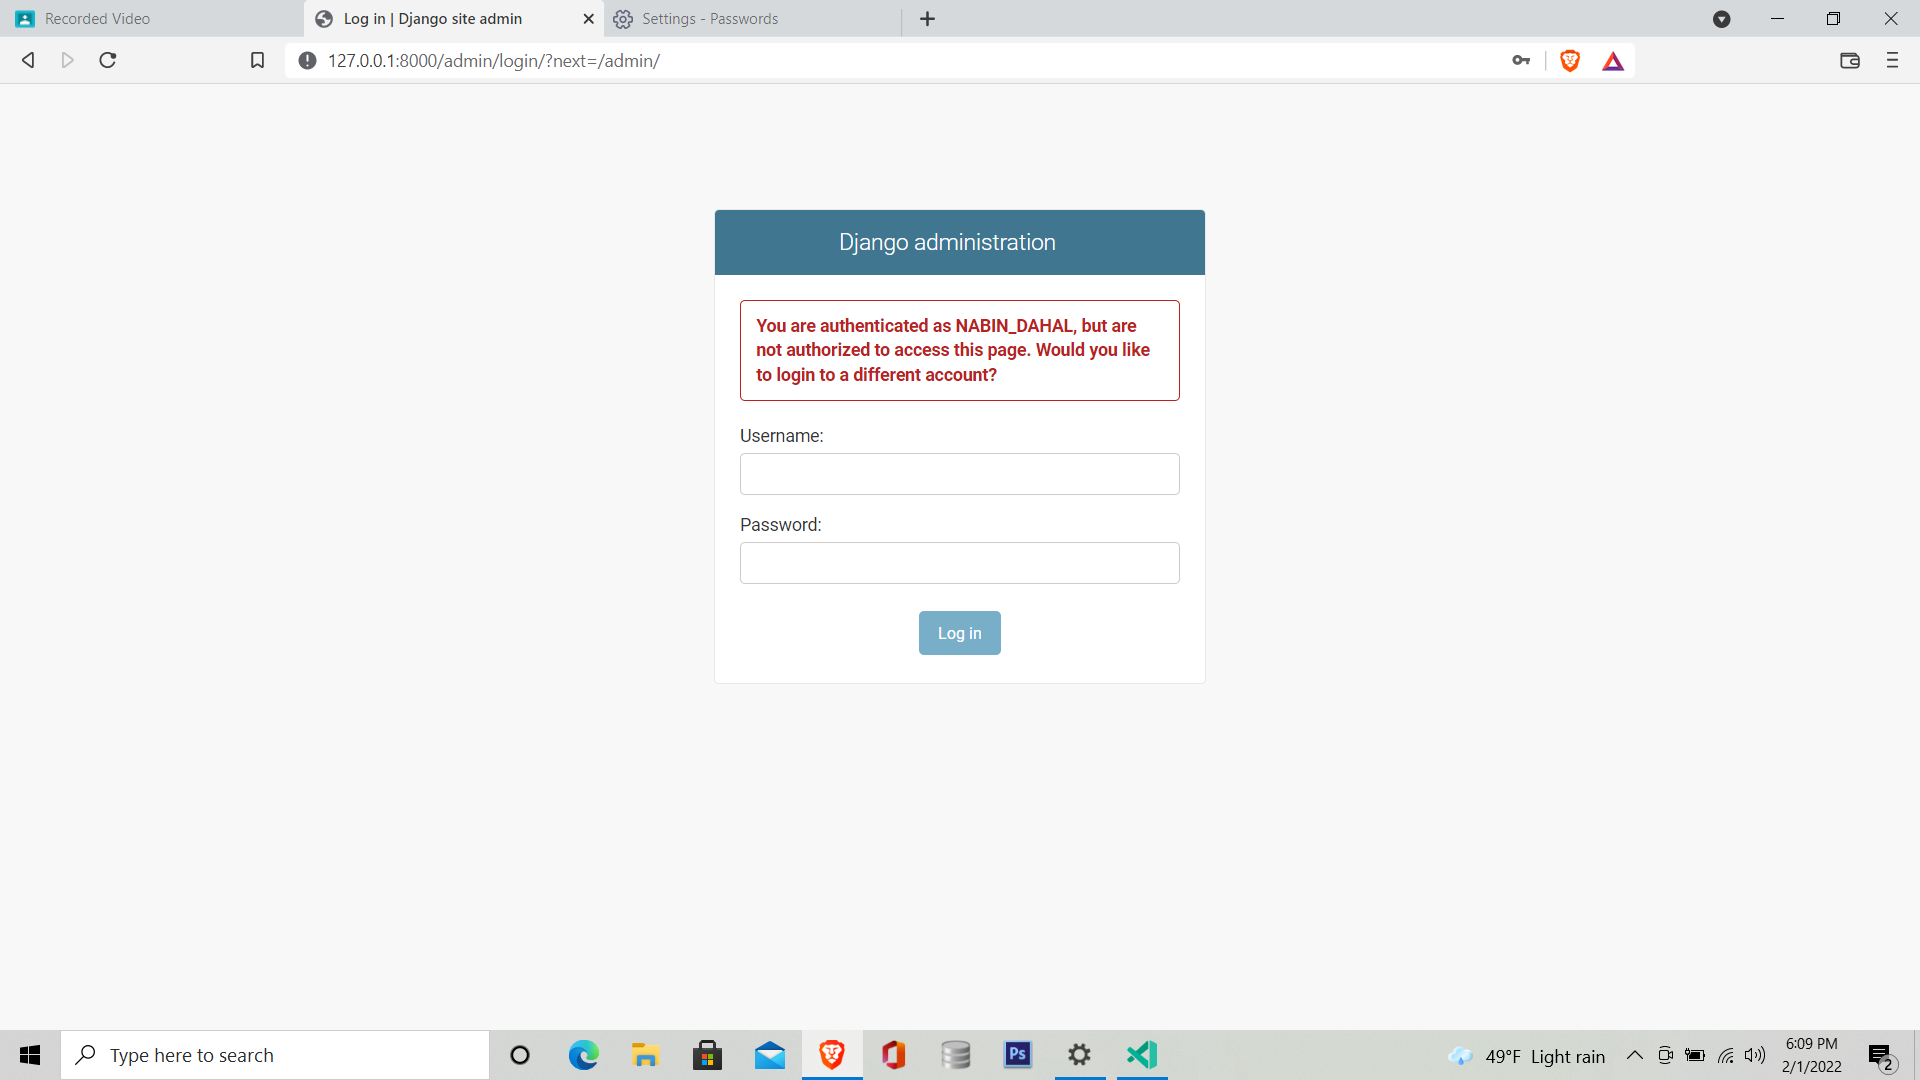 Recorded Video
Log in | Django site admin
Settings - Passwords
127.0.0.1:8000/admin/login/?next=/admin/
Django administration
You are authenticated as NABIN_DAHAL, but are
not authorized to access this page. Would you like
to login to a different account?
Username:
Password:
Log in
Type here to search
Ps
49°F Light rain
6:09 PM
2/1/2022
2